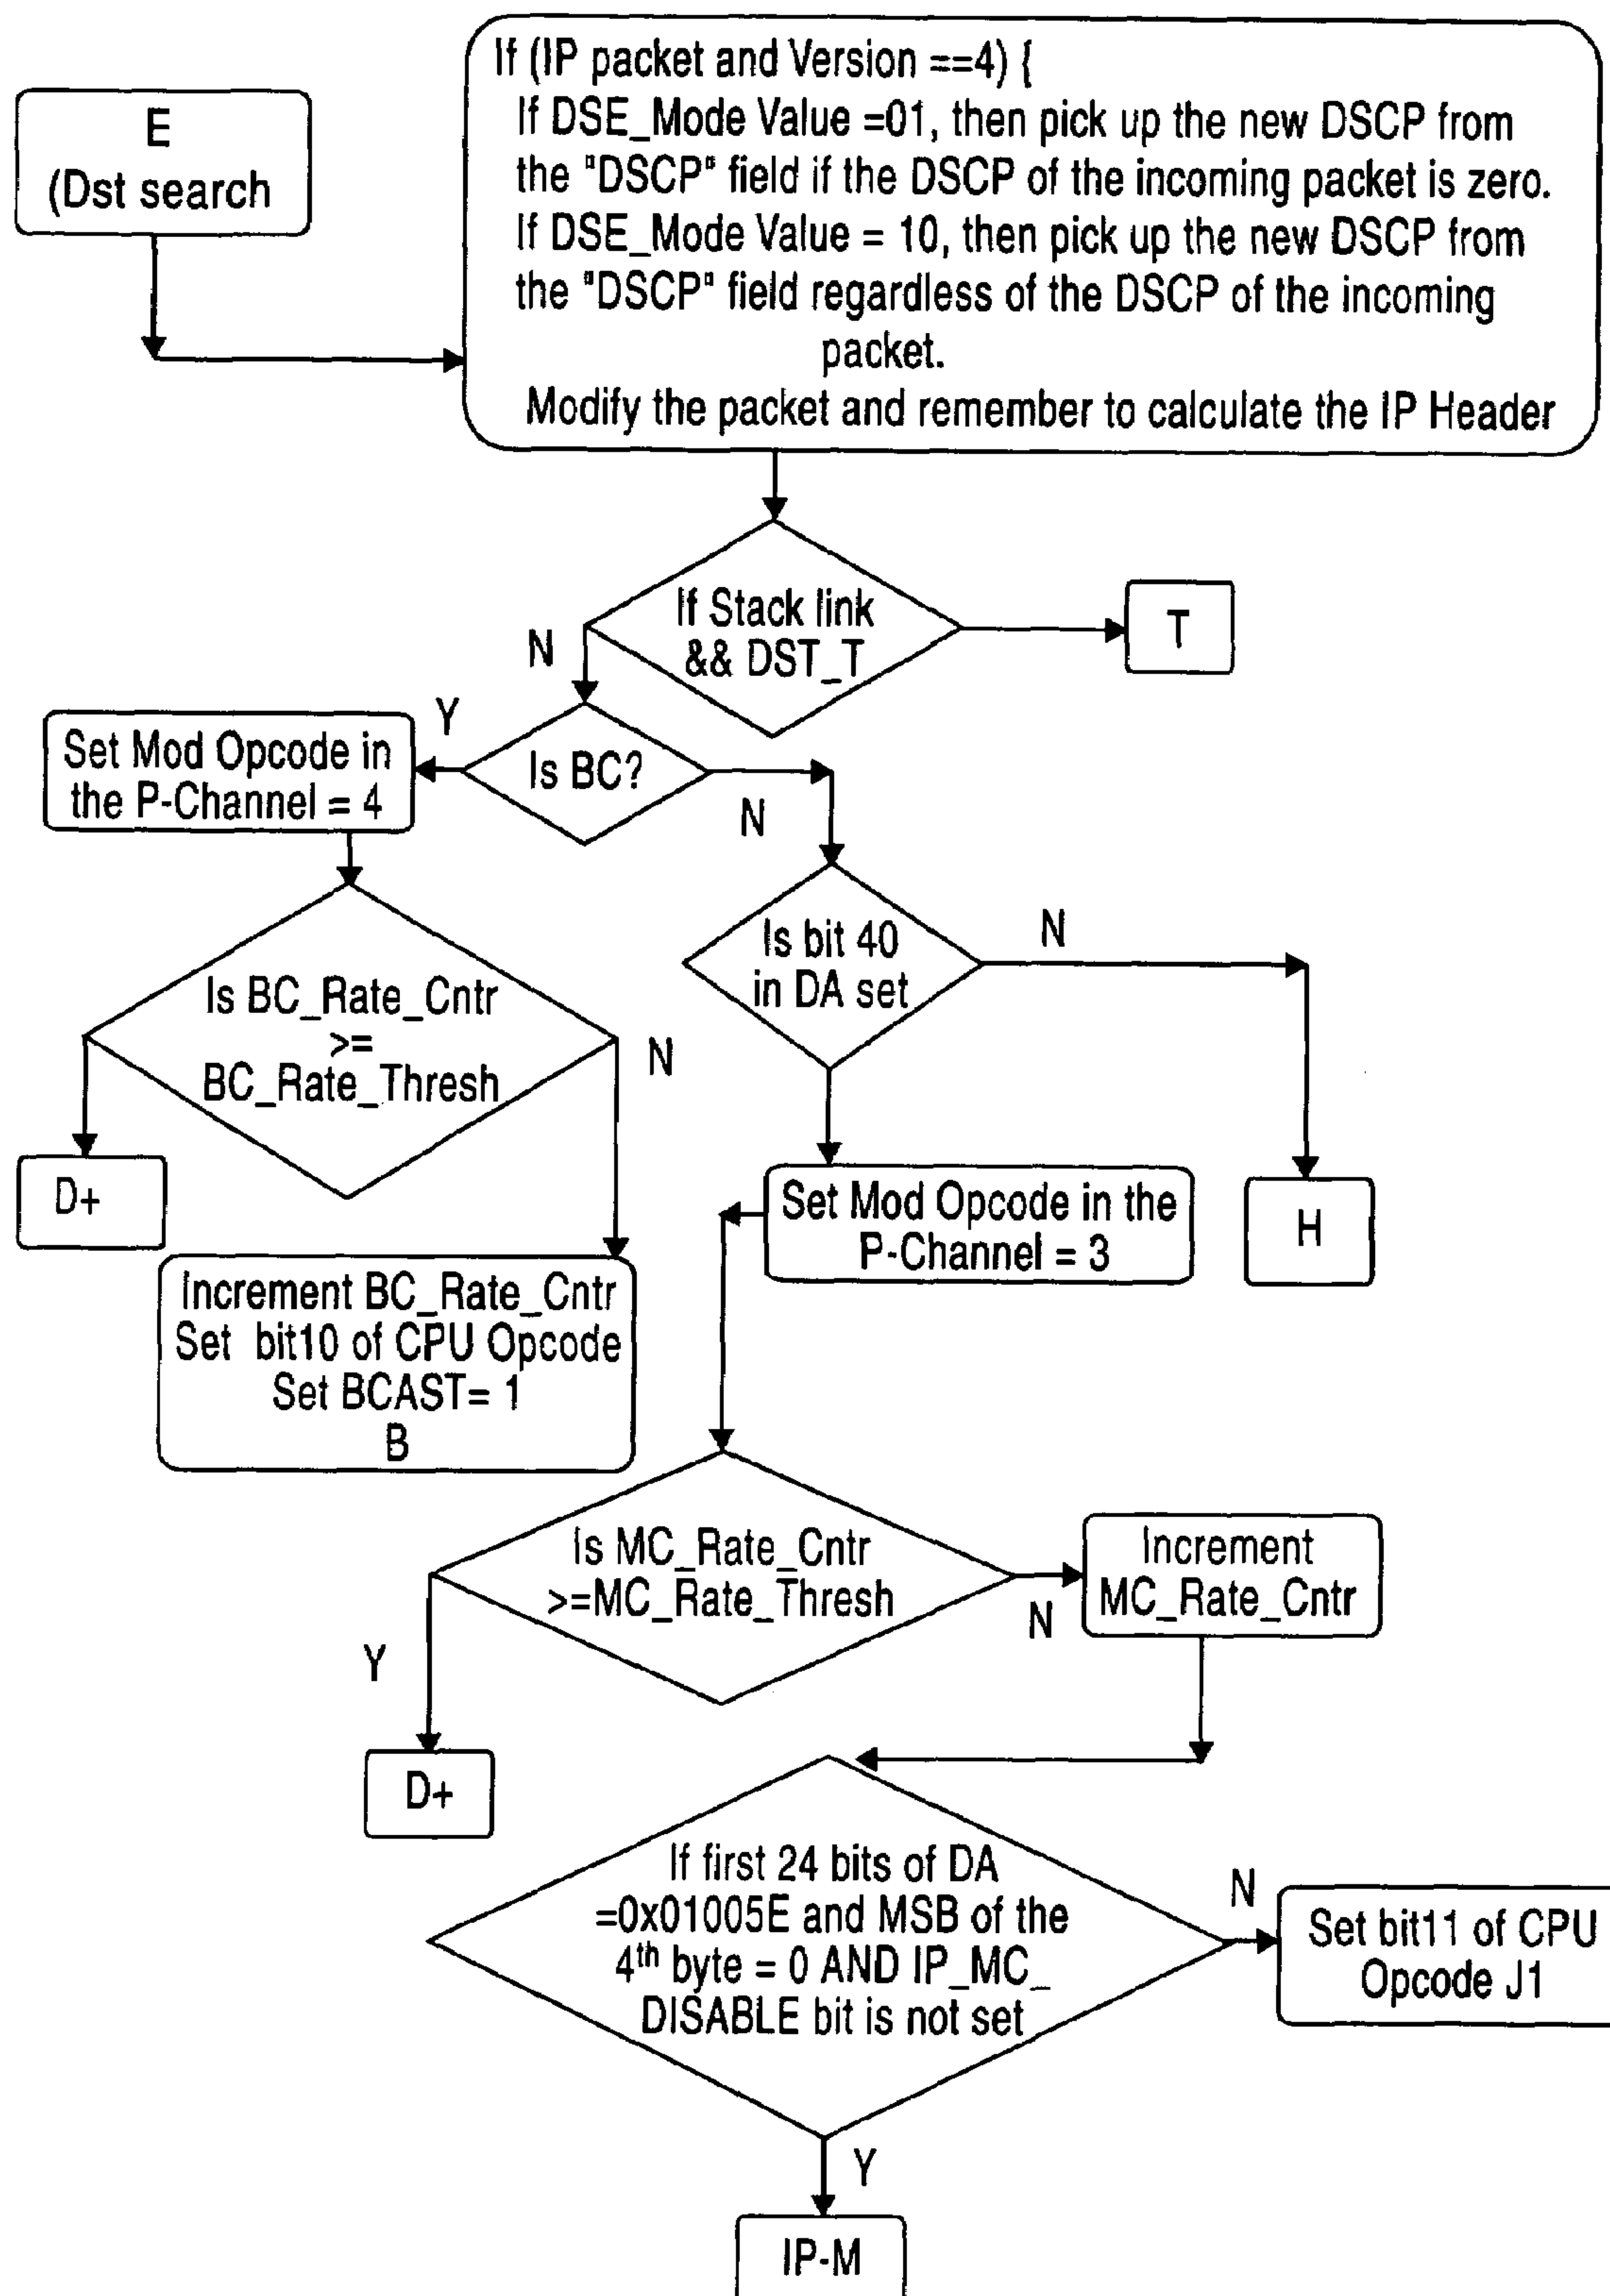 E
(Dst search
If (IP packet and Version ==4) {
If DSE_Mode Value =01, then pick up the new DSCP from
the "DSCP" field if the DSCP of the incoming packet is zero.
If DSE_Mode Value = 10, then pick up the new DSCP from
the "DSCP" field regardless of the DSCP of the incoming
packet.
Modify the packet and remember to calculate the IP Header
If Stack link
&& DST_T
T
N
Is BC?
Y
Set Mod Opcode in
the P-Channel = 4
N
Is BC_Rate_Cntr
>=
BC_Rate_Thresh
N
D+
Increment BC_Rate_Cntr
Set bit10 of CPU Opcode
Set BCAST= 1
B
Is bit 40
in DA set
N
H
Set Mod Opcode in the
P-Channel = 3
Is MC_Rate_Cntr
>=MC_Rate_Thresh
N
Increment
MC_Rate_Cntr
Y
D+
If first 24 bits of DA
=0x01005E and MSB of the
4th byte = 0 AND IP_MC_
DISABLE bit is not set
N
Set bit11 of CPU
Opcode J1
Y
IP-M